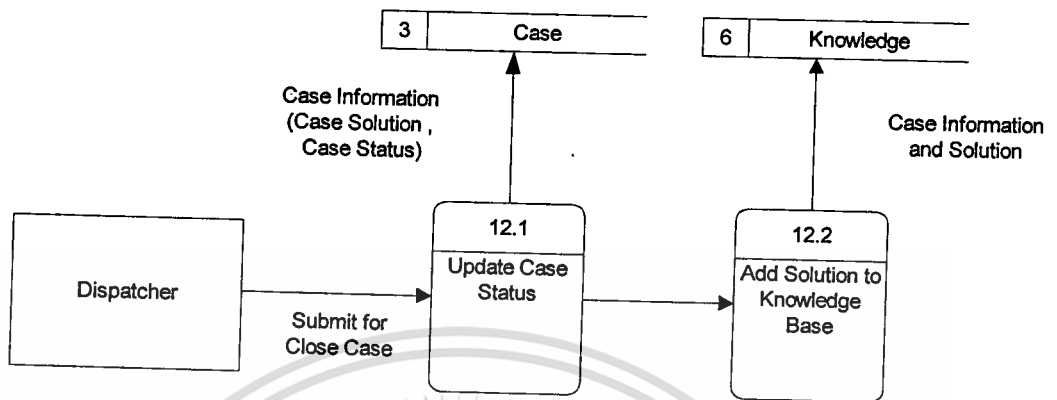 3
Case
6
Knowledge
Case Information
(Case Solution ,
Case Status)
Case Information
and Solution
Dispatcher
Submit for
Close Case
12.1
Update Case
Status
12.2
Add Solution to
Knowledge
Base